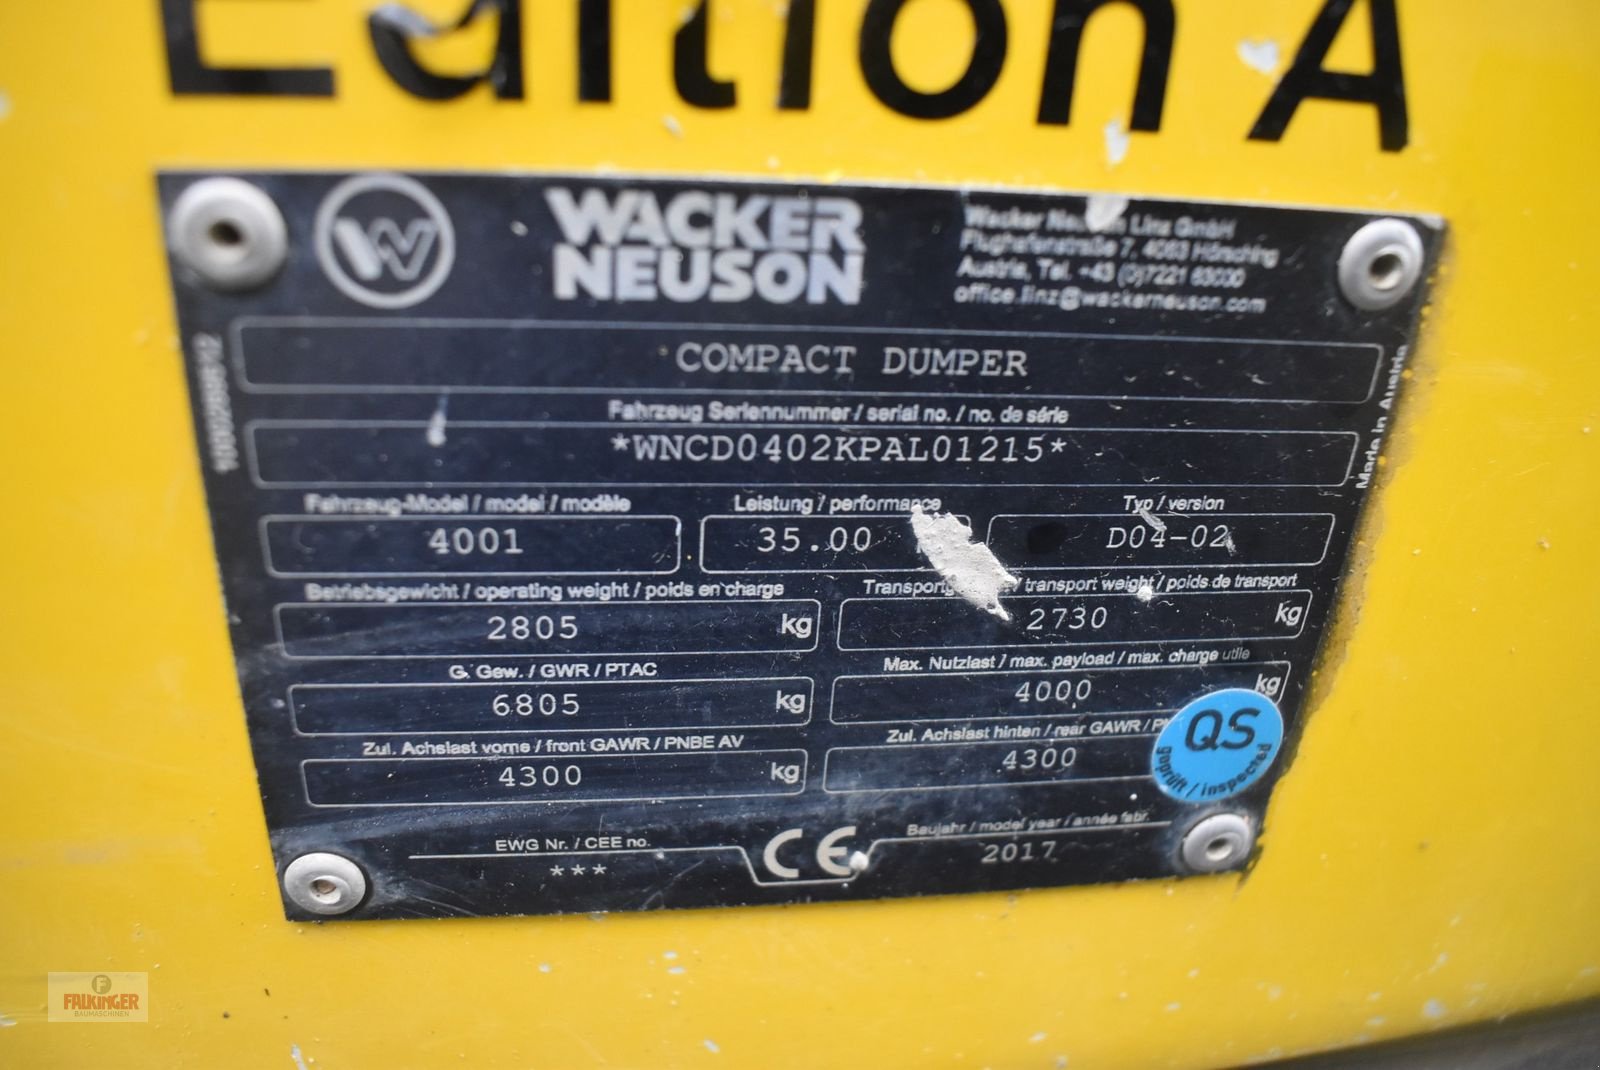 Edition A
W
WACKER
NEUSON
Wacker Neuson Linz GmbH
Flughafenstraße 7, 4063 Hörsching
Austria, Tel. +43 (0)7221 63000
office.linz@wackerneuson.com
COMPACT DUMPER
Fahrzeug Seriennummer / serial no. / no. de série
*WNCD0402KPAL01215*
Fahrzeug-Model / model / modèle
Leistung / performance
Typ / version
4001
35.00
D04-02
Betriebsgewicht / operating weight / poids en charge
/ transport weight / poids de transport
2805 kg
2730 kg
G. Gew. / GWR / PTAC
Max. Nutzlast / max. payload / max. charge utile
6805 kg
4000 kg
Zul. Achslast vorne / front GAWR / PNBE AV
Zul. Achslast hinten / rear GAWR /
4300 kg
4300
QS
geprüft / inspected
EWG Nr. / CEE no.
***
CE
Baujahr / model year / année fabr.
2017
Made in Austria
F
FALKINGER
BAUMASCHINEN